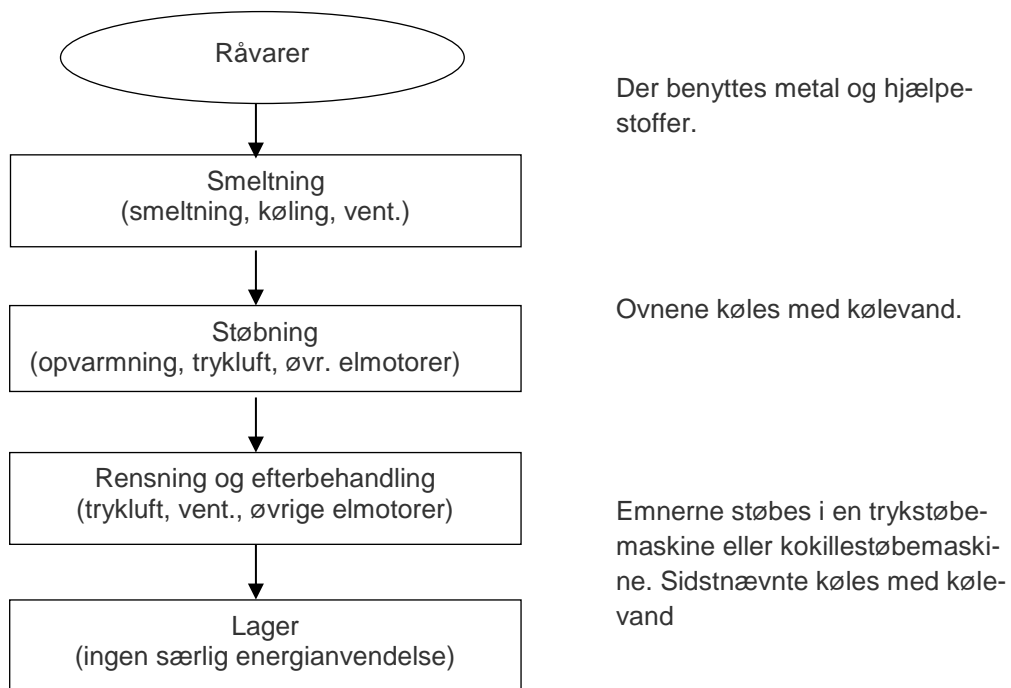 Råvarer
Der benyttes metal og hjælpe-
stoffer.
Smeltning
(smeltning, køling, vent.)
Ovnene køles med kølevand.
Støbning
(opvarmning, trykluft, øvr. elmotorer)
Rensning og efterbehandling
(trykluft, vent., øvrige elmotorer)
Emnerne støbes i en trykstøbe-
maskine eller kokillestøbemaski-
ne. Sidstnævnte køles med køle-
vand
Lager
(ingen særlig energianvendelse)